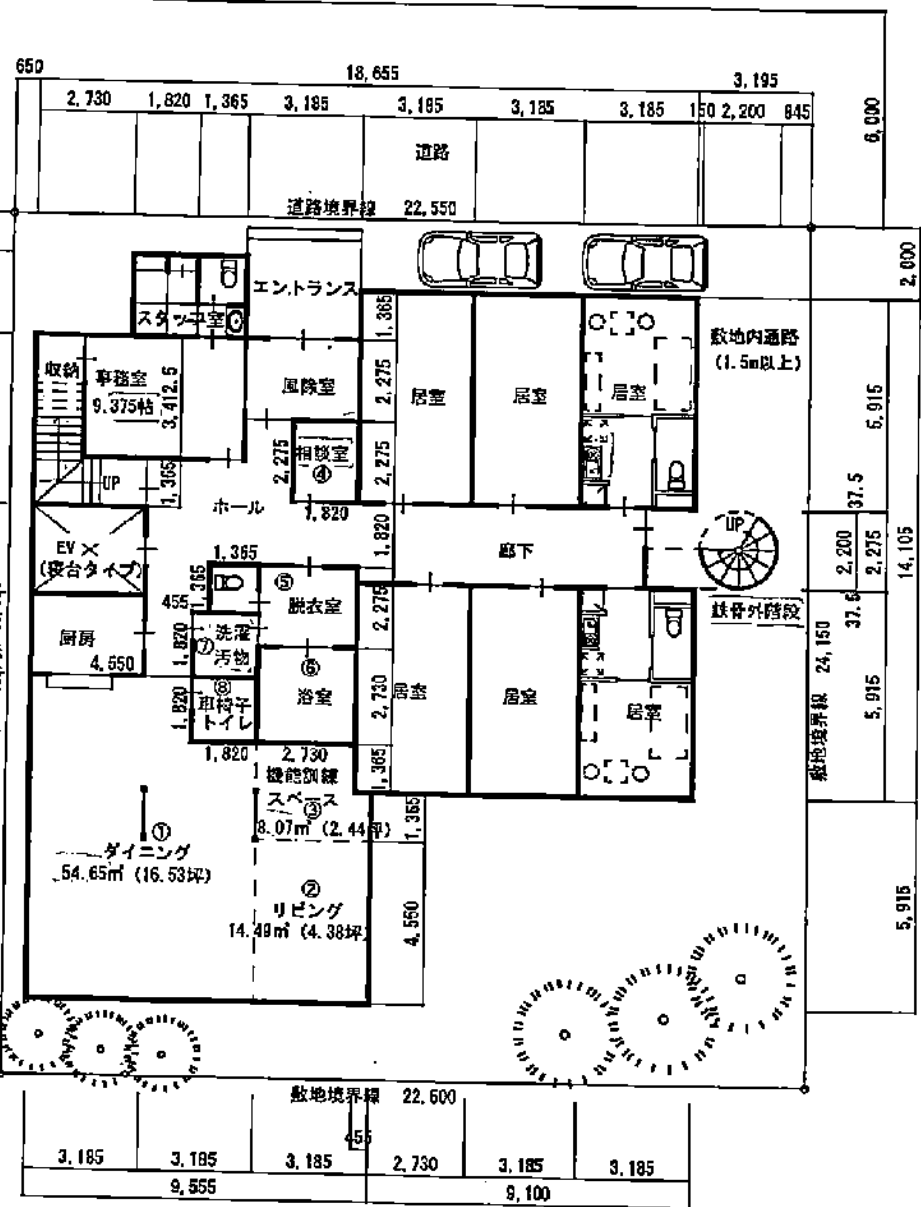 650
18,655
3,195
2,730
1,820
1,365
3,185
3,185
3,185
3,185
150
2,200
845
6,000
道路
道路境界線 22,550
2,000
エントランス
スタッフ室
1,365
敷地内通路
(1.5m以上)
収納
事務室
9.375帖
3,412.5
風除室
2,275
居室
居室
居室
5,915
相談室
④
2,275
2,275
UP
1,365
ホール
1,820
1,820
廊下
UP
37.5
2,200
2,275
14,105
37.5
EV
(寝台タイプ)
1,365
1,365
⑤
脱衣室
455
2,275
鉄骨外階段
厨房
4,550
⑦
洗濯
汚物
1,820
⑥
浴室
2,730
居室
居室
居室
敷地境界線 24,150
5,915
⑧
車椅子
トイレ
1,820
1,820
2,730
1,365
機能訓練
スペース
③
8.07㎡ (2.44坪)
1,365
①
ダイニング
54.65㎡ (16.53坪)
②
リビング
14.49㎡ (4.38坪)
4,550
5,915
敷地境界線 22,600
455
3,185
3,185
3,185
2,730
3,185
3,185
9,555
9,100